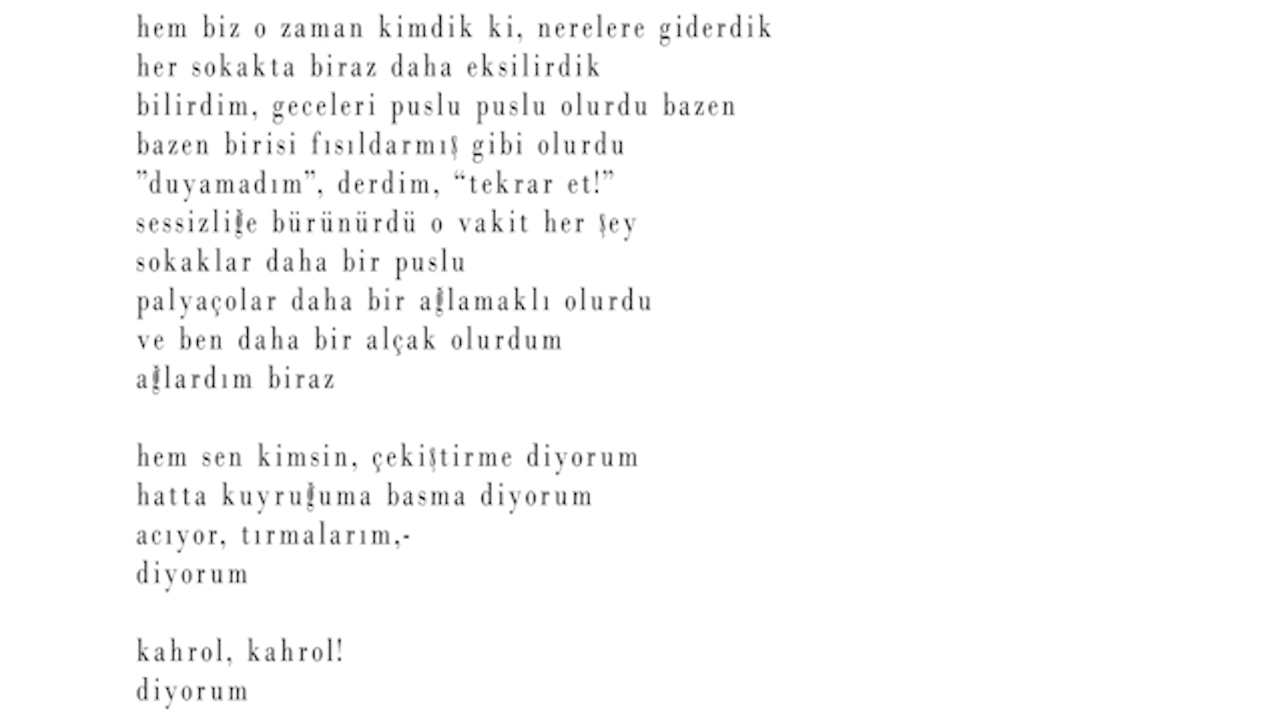 hem biz o zaman kimdik ki, nerelere giderdik
her sokakta biraz daha eksilirdik
bilirdim, geceleri puslu puslu olurdu bazen
bazen birisi fısıldarmış gibi olurdu
”duyamadım”, derdim, “tekrar et!”
sessizliğe bürünürdü o vakit her şey
sokaklar daha bir puslu
palyaçolar daha bir ağlamaklı olurdu
ve ben daha bir alçak olurdum
ağlardım biraz
hem sen kimsin, çekiştirme diyorum
hatta kuyruğuma basma diyorum
acıyor, tırmalarım,-
diyorum
kahrol, kahrol!
diyorum